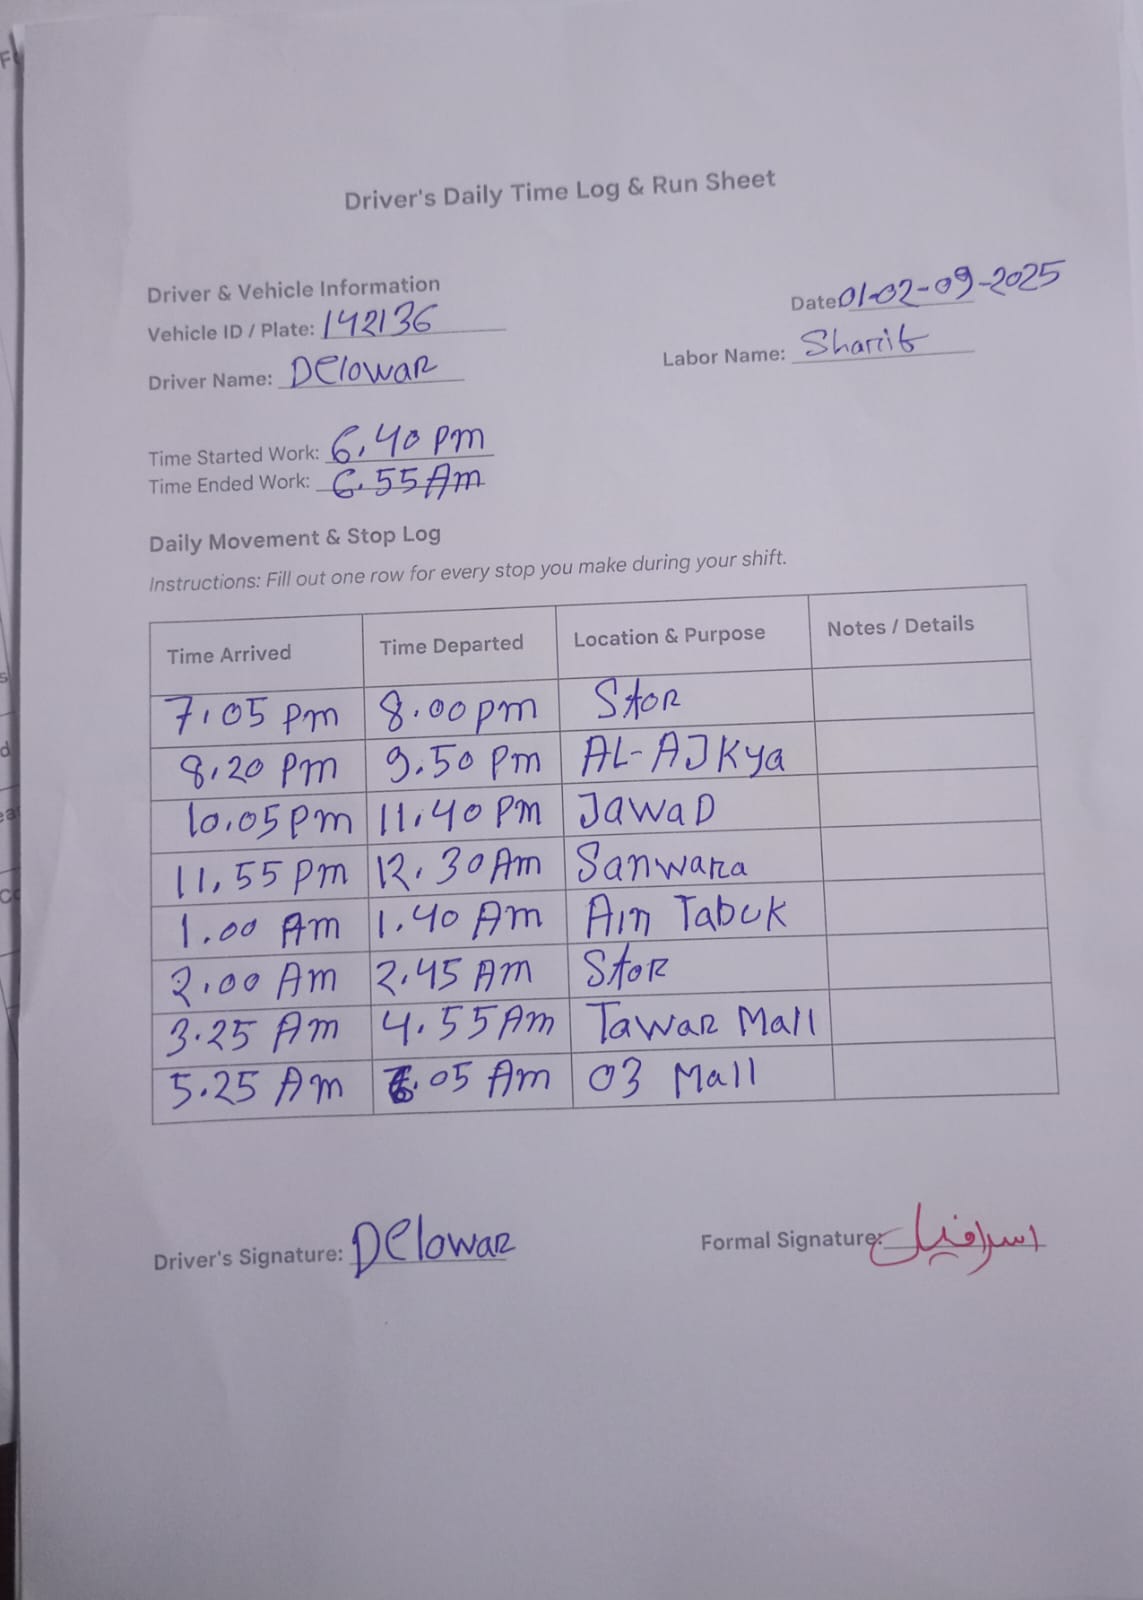 Driver's Daily Time Log & Run Sheet
Driver & Vehicle Information
Vehicle ID / Plate: 142136
Date: 01-02-09-2025
Driver Name: Delowar
Labor Name:
Time Started Work: 6.40 pm
Time Ended Work: 6.55 Am
Daily Movement & Stop Log
Instructions: Fill out one row for every stop you make during your shift.
Time Arrived Time Departed Location & Purpose Notes / Details
7.05 pm 8.00 pm Stor
8.20 pm 9.50 pm AL-AJKya
10.05 pm 11.40 pm JawaD
11.55 pm 12.30 Am Sanwara
1.00 Am 1.40 Am Ain Tabuk
2.00 Am 2.45 Am Stor
3.25 Am 4.55 Am Tawar Mall
5.25 Am 6.05 Am 03 Mall
Driver's Signature: Delowar
Formal Signature: اسرافيل